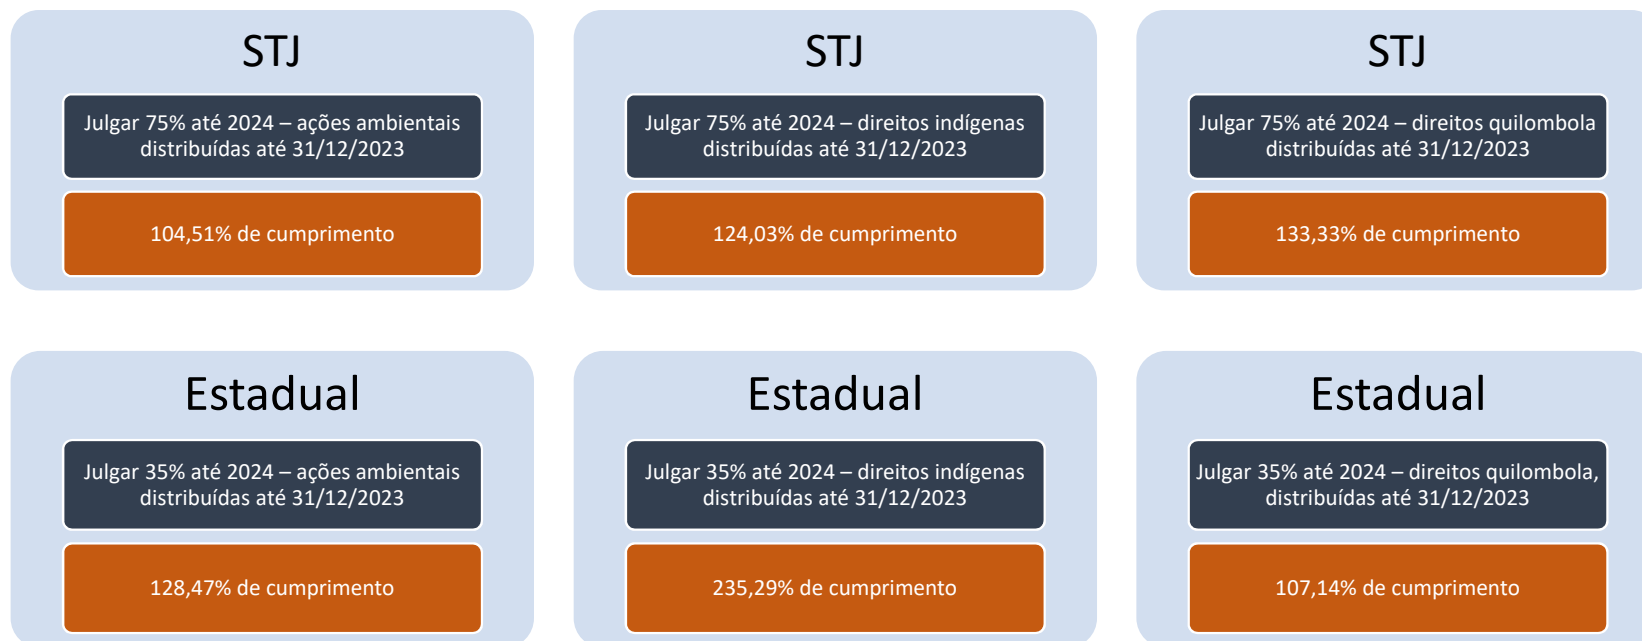 STJ
Julgar 75% até 2024 – ações ambientais
distribuídas até 31/12/2023
104,51% de cumprimento
STJ
Julgar 75% até 2024 – direitos indígenas
distribuídas até 31/12/2023
124,03% de cumprimento
STJ
Julgar 75% até 2024 – direitos quilombola
distribuídas até 31/12/2023
133,33% de cumprimento
Estadual
Julgar 35% até 2024 – ações ambientais
distribuídas até 31/12/2023
128,47% de cumprimento
Estadual
Julgar 35% até 2024 – direitos indígenas
distribuídas até 31/12/2023
235,29% de cumprimento
Estadual
Julgar 35% até 2024 – direitos quilombola,
distribuídas até 31/12/2023
107,14% de cumprimento